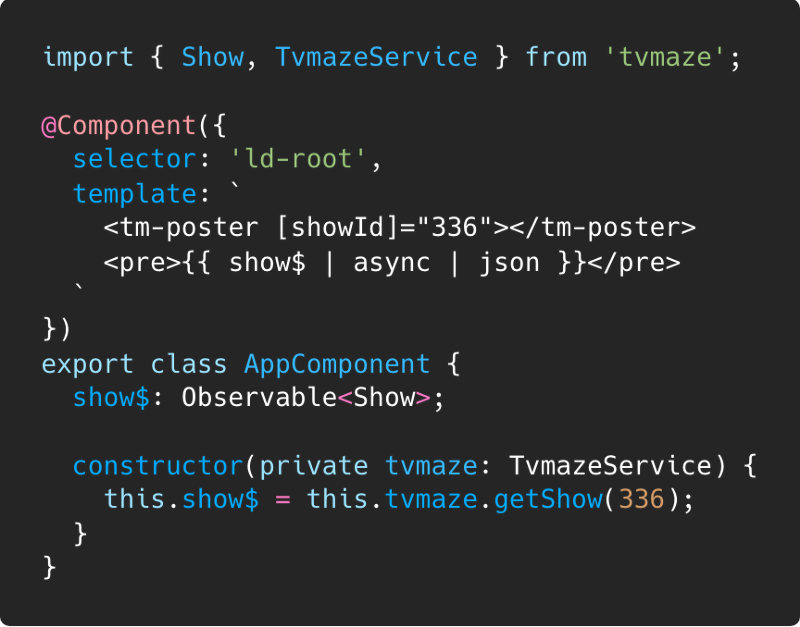 import { Show, TvmazeService } from 'tvmaze';

@Component({
  selector: 'ld-root',
  template: `
    <tm-poster [showId]="336"></tm-poster>
    <pre>{{ show$ | async | json }}</pre>
  `
})
export class AppComponent {
  show$: Observable<Show>;

  constructor(private tvmaze: TvmazeService) {
    this.show$ = this.tvmaze.getShow(336);
  }
}